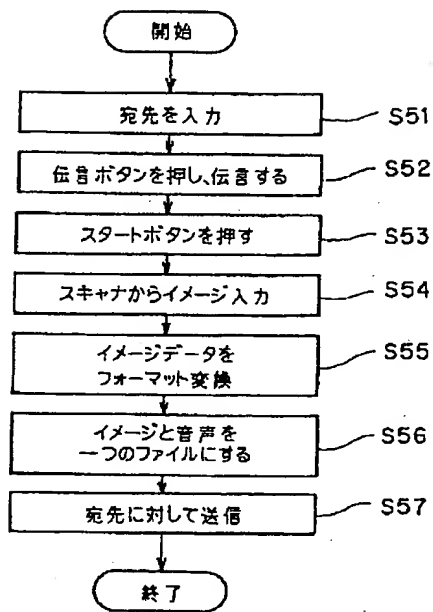 開始
宛先を入力
S51
伝言ボタンを押し、伝言する
S52
スタートボタンを押す
S53
スキャナからイメージ入力
S54
イメージデータを
フォーマット変換
S55
イメージと音声を
一つのファイルにする
S56
宛先に対して送信
S57
終了